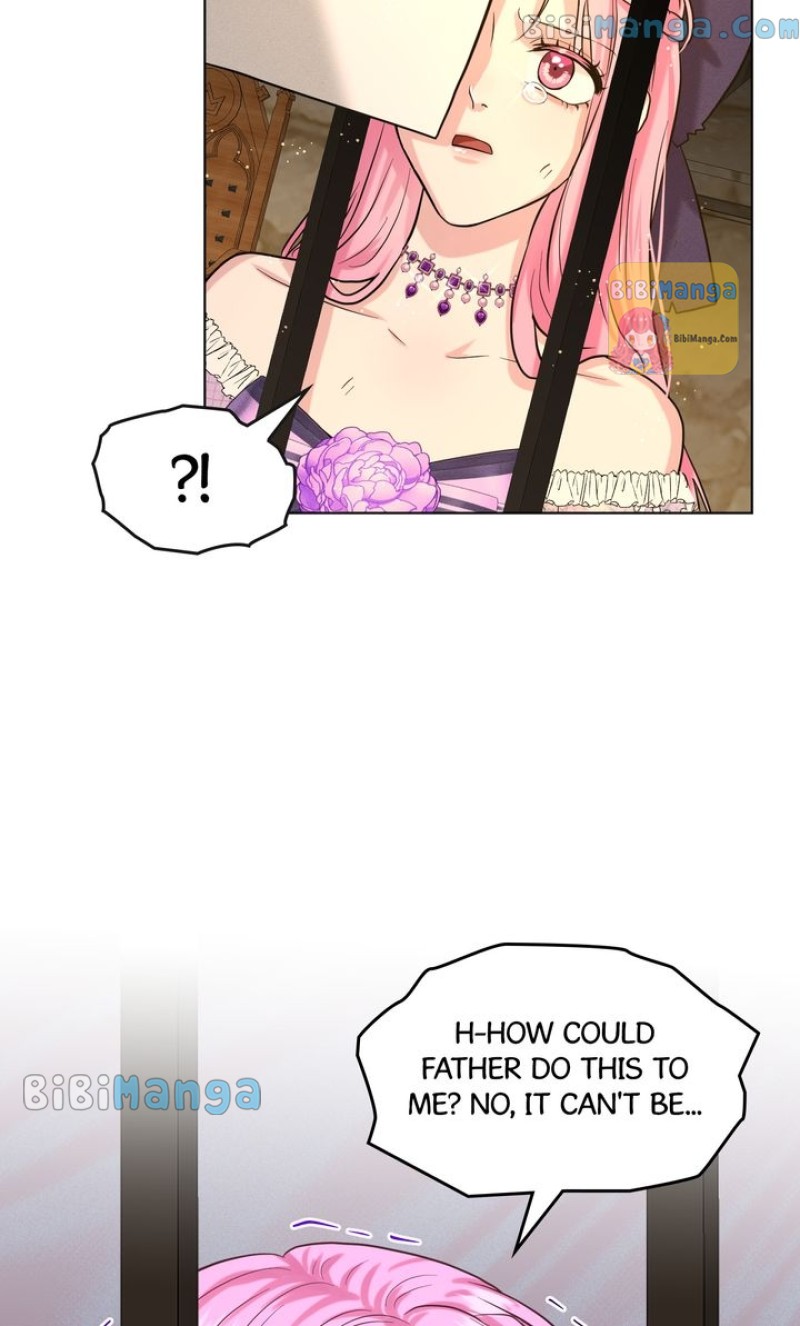 BiBiManga.Com
BiBiManga
BibiManga.Com
?!
H-HOW COULD
FATHER DO THIS TO
ME? NO, IT CAN'T BE...
BiBiManga